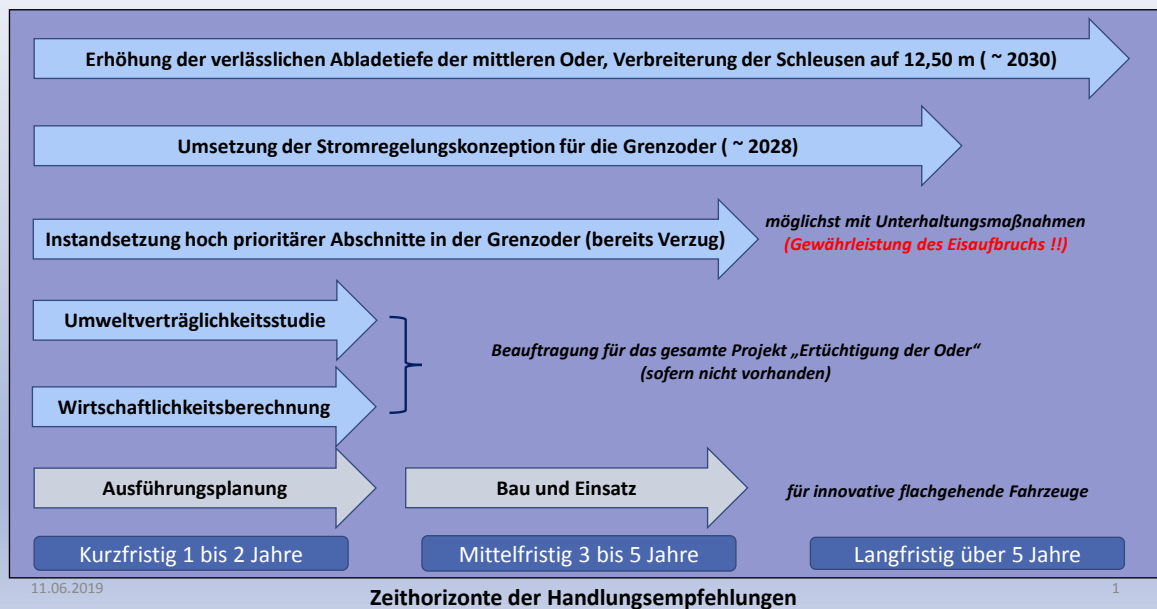 Erhöhung der verlässlichen Abladetiefe der mittleren Oder, Verbreiterung der Schleusen auf 12,50 m ( ~ 2030)
Umsetzung der Stromregelungskonzeption für die Grenzoder ( ~ 2028)
Instandsetzung hoch prioritärer Abschnitte in der Grenzoder (bereits Verzug)
möglichst mit Unterhaltungsmaßnahmen
(Gewährleistung des Eisaufbruchs !!)
Umweltverträglichkeitsstudie
Beauftragung für das gesamte Projekt „Ertüchtigung der Oder“
(sofern nicht vorhanden)
Wirtschaftlichkeitsberechnung
Ausführungsplanung
Bau und Einsatz
für innovative flachgehende Fahrzeuge
Kurzfristig 1 bis 2 Jahre
Mittelfristig 3 bis 5 Jahre
Langfristig über 5 Jahre
11.06.2019
Zeithorizonte der Handlungsempfehlungen
1